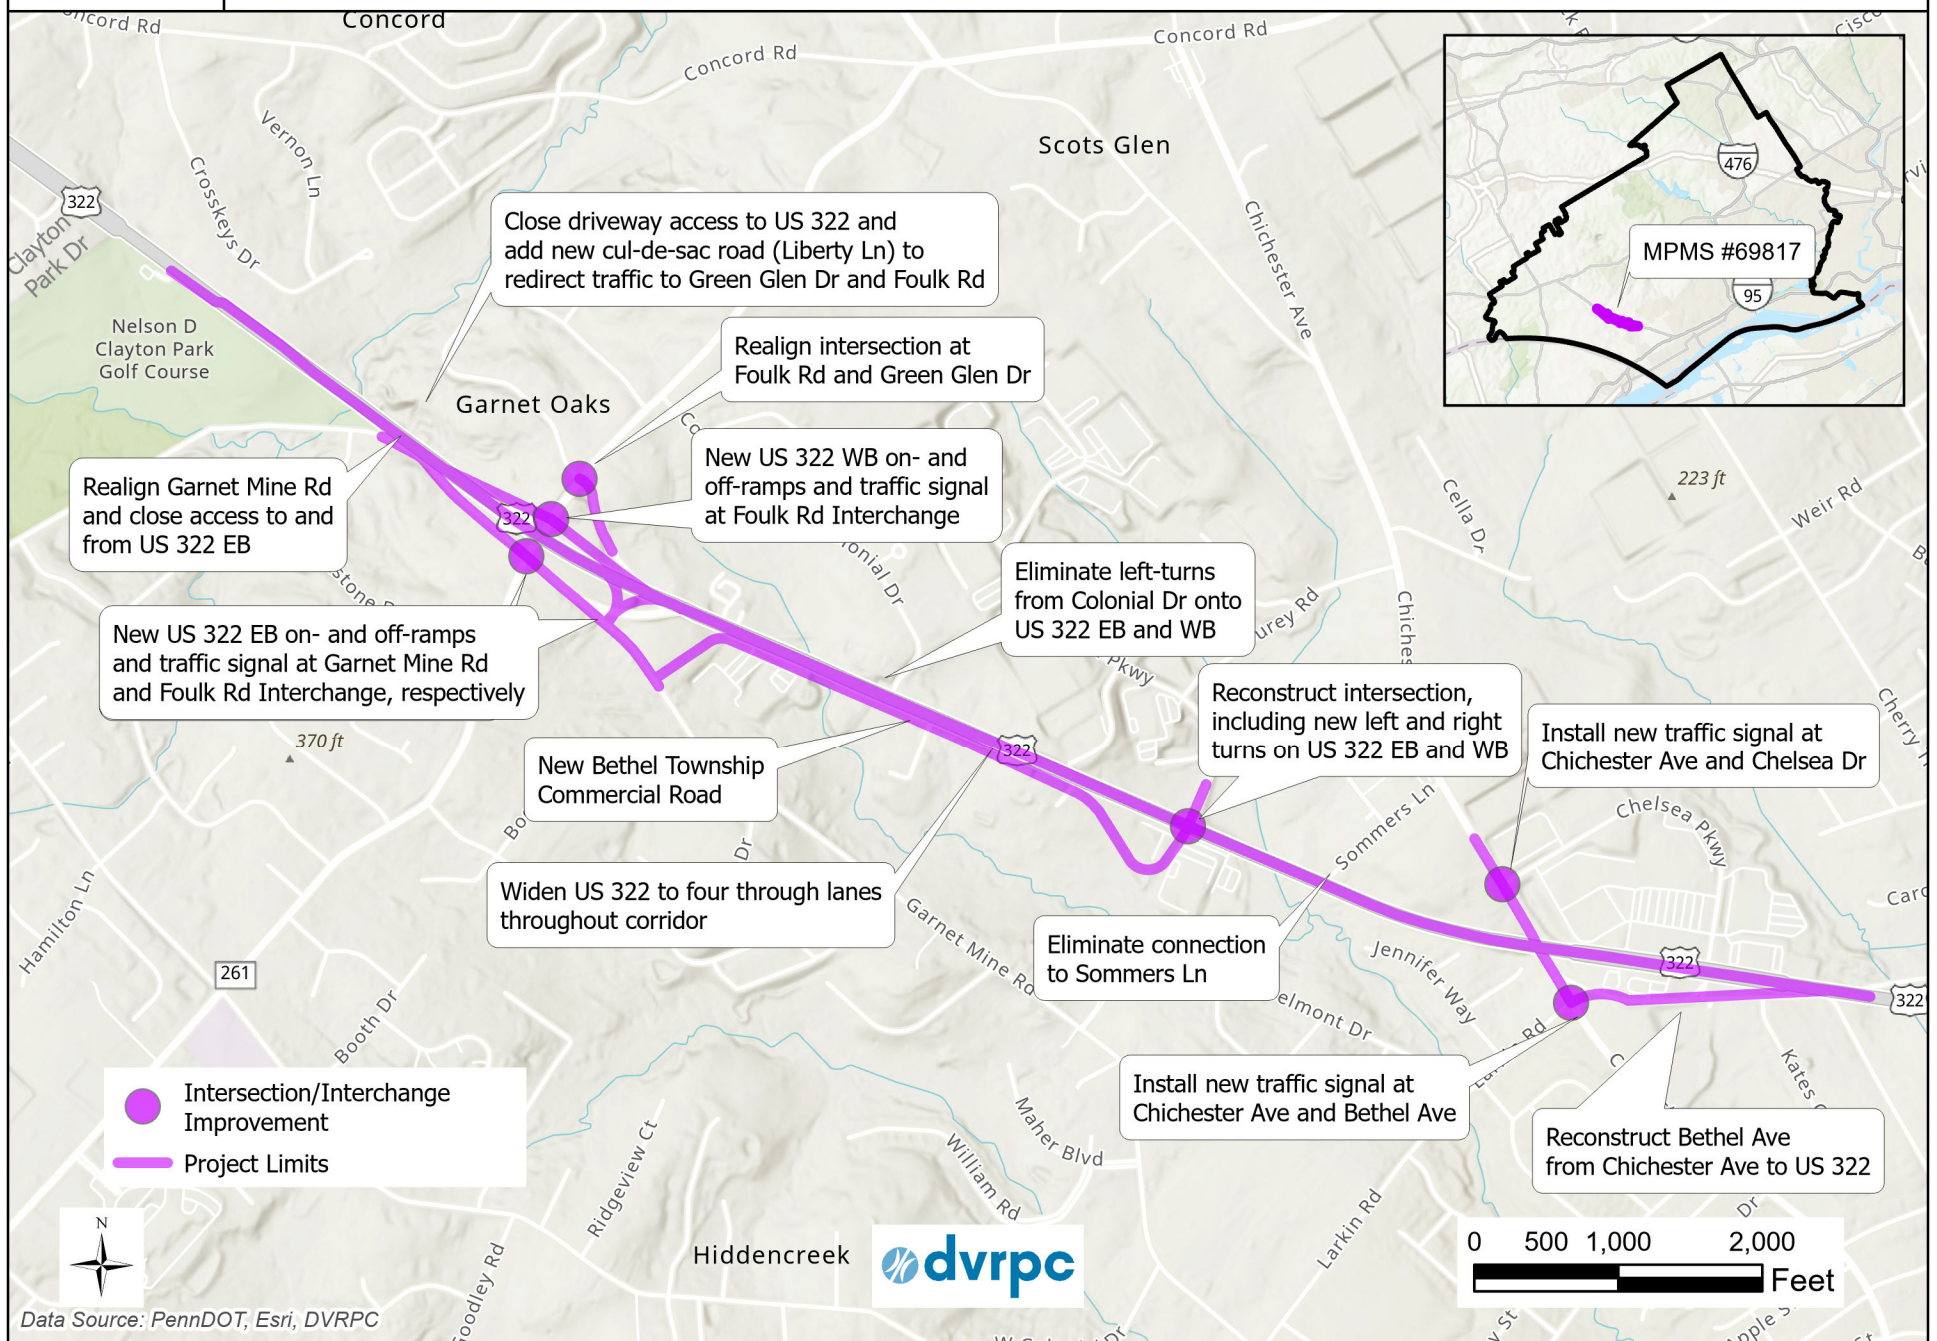 Concord
Concord Rd
Concord Rd
Vernon Ln
Crosskeys Dr
Scots Glen
322
Clayton
Park Dr
Nelson D
Clayton Park
Golf Course
Close driveway access to US 322 and
add new cul-de-sac road (Liberty Ln) to
redirect traffic to Green Glen Dr and Foulk Rd
Chichester Ave
476
MPMS #69817
95
Realign intersection at
Foulk Rd and Green Glen Dr
Garnet Oaks
New US 322 WB on- and
off-ramps and traffic signal
at Foulk Rd Interchange
Realign Garnet Mine Rd
and close access to and
from US 322 EB
322
Cella Dr
223 ft
Weir Rd
Eliminate left-turns
from Colonial Dr onto
US 322 EB and WB
New US 322 EB on- and off-ramps
and traffic signal at Garnet Mine Rd
and Foulk Rd Interchange, respectively
Pkwy
Reconstruct intersection,
including new left and right
turns on US 322 EB and WB
Install new traffic signal at
Chichester Ave and Chelsea Dr
370 ft
322
New Bethel Township
Commercial Road
Dr
Chelsea Pkwy
Sommers Ln
Widen US 322 to four through lanes
throughout corridor
Hamilton Ln
Garnet Mine Rd
Eliminate connection
to Sommers Ln
Jennifer Way
322
322
261
Booth Dr
Install new traffic signal at
Chichester Ave and Bethel Ave
Reconstruct Bethel Ave
from Chichester Ave to US 322
Intersection/Interchange
Improvement
Project Limits
Ridgeview Ct
Maher Blvd
William Rd
Larkin Rd
Dr
N
Hiddencreek
dvrpc
0 500 1,000 2,000
Feet
Data Source: PennDOT, Esri, DVRPC